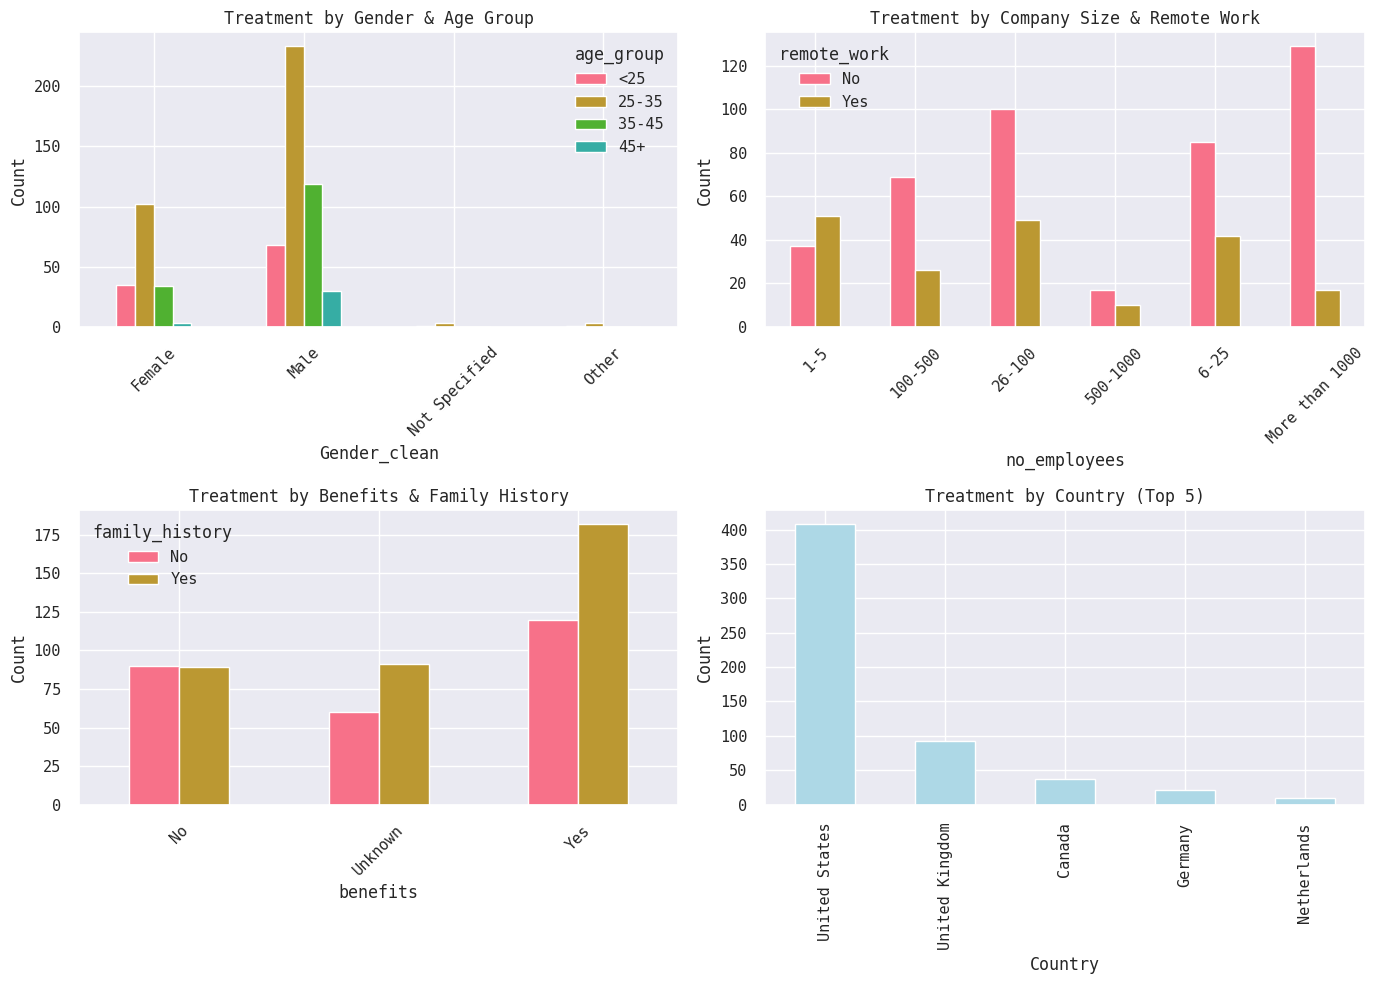 Treatment by Gender & Age Group
Count
200
150
100
50
0
age_group
<25
25-35
35-45
45+
Female
Male
Not Specified
Other
Gender_clean
Treatment by Company Size & Remote Work
Count
120
100
80
60
40
20
0
remote_work
No
Yes
1-5
100-500
26-100
500-1000
6-25
More than 1000
no_employees
Treatment by Benefits & Family History
Count
175
150
125
100
75
50
25
0
family_history
No
Yes
No
Unknown
Yes
benefits
Treatment by Country (Top 5)
Count
400
350
300
250
200
150
100
50
0
United States
United Kingdom
Canada
Germany
Netherlands
Country